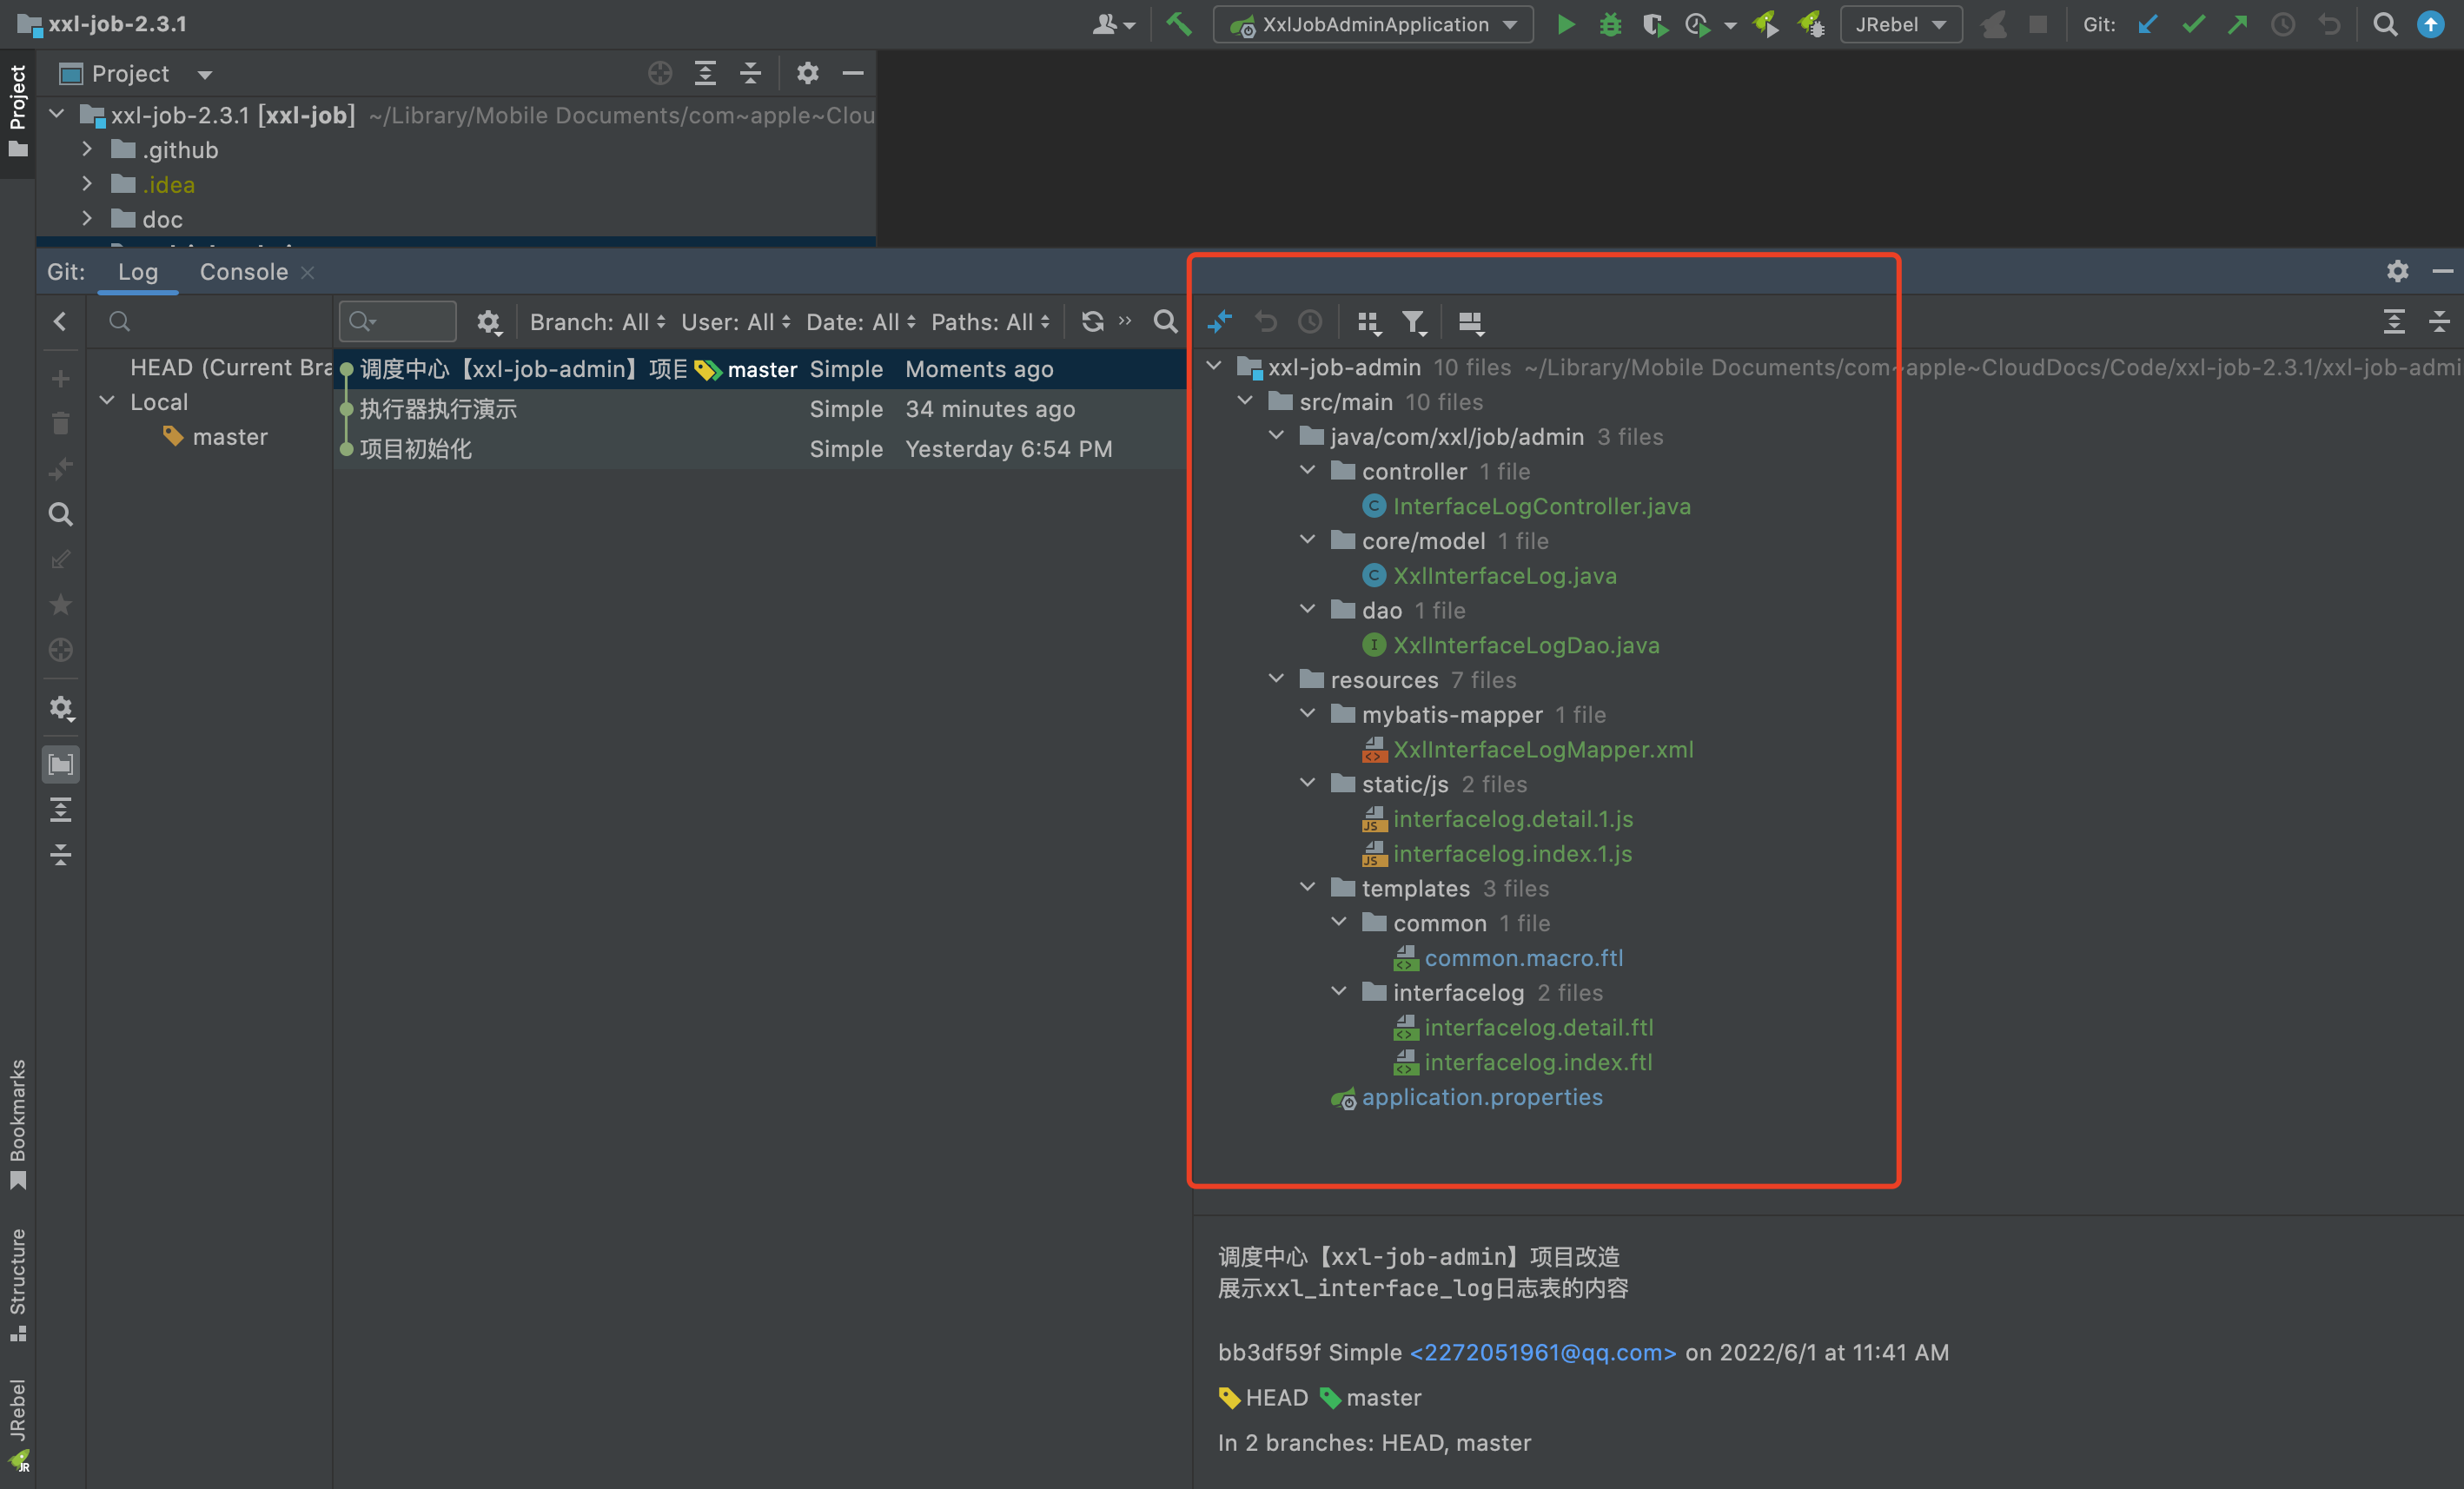 xxl-job-2.3.1
XxlJobAdminApplication
JRebel
Git:
Project
Project
xxl-job-2.3.1 [xxl-job] ~/Library/Mobile Documents/com~apple~Clou
.github
.idea
doc
Git: Log Console
Branch: All User: All Date: All Paths: All
HEAD (Current Bra
Local
master
调度中心【xxl-job-admin】项目 master Simple Moments ago
执行器执行演示 Simple 34 minutes ago
项目初始化 Simple Yesterday 6:54 PM
xxl-job-admin 10 files ~/Library/Mobile Documents/com~apple~CloudDocs/Code/xxl-job-2.3.1/xxl-job-admi
src/main 10 files
java/com/xxl/job/admin 3 files
controller 1 file
InterfaceLogController.java
core/model 1 file
XxlInterfaceLog.java
dao 1 file
XxlInterfaceLogDao.java
resources 7 files
mybatis-mapper 1 file
XxlInterfaceLogMapper.xml
static/js 2 files
interfacelog.detail.1.js
interfacelog.index.1.js
templates 3 files
common 1 file
common.macro.ftl
interfacelog 2 files
interfacelog.detail.ftl
interfacelog.index.ftl
application.properties
调度中心【xxl-job-admin】项目改造
展示xxl_interface_log日志表的内容
bb3df59f Simple <2272051961@qq.com> on 2022/6/1 at 11:41 AM
HEAD master
In 2 branches: HEAD, master
Bookmarks
Structure
JRebel